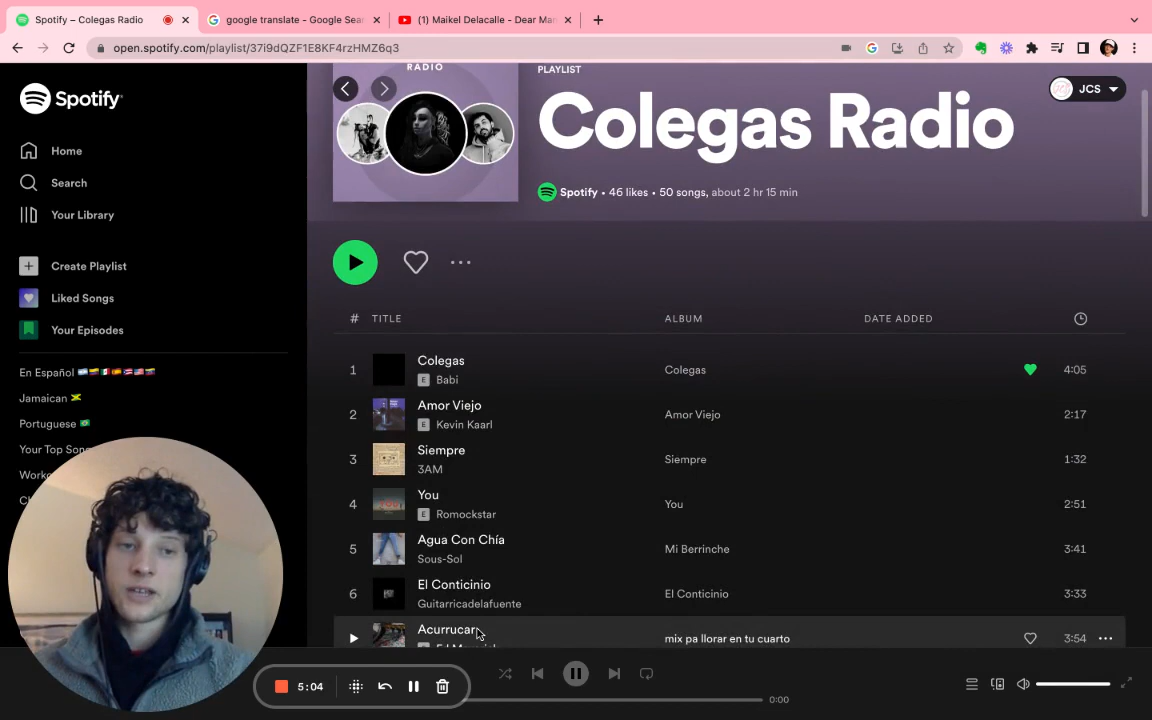 Spotify – Colegas Radio
google translate - Google Sea
(1) Maikel Delacalle - Dear Mam
open.spotify.com/playlist/37i9dQZF1E8KF4rzHMZ6q3
Spotify
Home
Search
Your Library
Create Playlist
Liked Songs
Your Episodes
En Español
Jamaican
Portuguese
Your Top Son
RADIO
PLAYLIST
JCS
Colegas Radio
Spotify • 46 likes • 50 songs, about 2 hr 15 min
# TITLE ALBUM DATE ADDED
1 Colegas Colegas 4:05
E Babi
2 Amor Viejo Amor Viejo 2:17
E Kevin Kaarl
3 Siempre Siempre 1:32
3AM
4 You You 2:51
E Romockstar
5 Agua Con Chía Mi Berrinche 3:41
Sous-Sol
6 El Conticinio El Conticinio 3:33
Guitarricadelafuente
Acurrucar mix pa llorar en tu cuarto 3:54
5:04
0:00